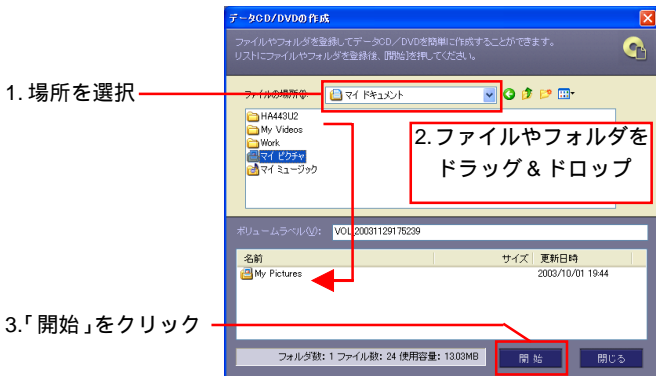 データCD/DVDの作成
ファイルやフォルダを登録してデータCD/DVDを簡単に作成することができます。
リストにファイルやフォルダを登録後、[開始]を押してください。
1. 場所を選択
ファイルの場所(I):
マイ ドキュメント
HA443U2
My Videos
Work
マイ ピクチャ
マイ ミュージック
2.ファイルやフォルダを
ドラッグ&ドロップ
ボリュームラベル(V):
VOL_20031129175239
名前 サイズ 更新日時
My Pictures 2003/10/01 19:44
3.「開始」をクリック
フォルダ数: 1 ファイル数: 24 使用容量: 13.03MB
開 始
閉じる